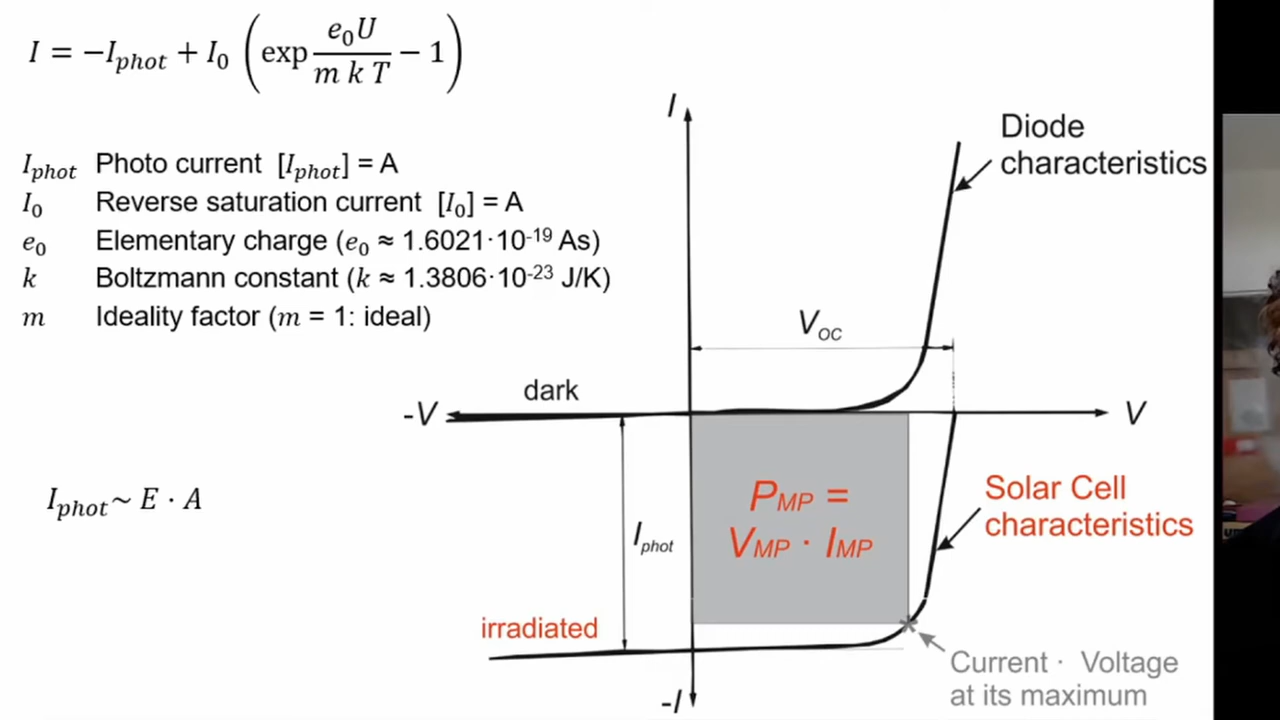 I = −I_phot + I_0 (exp e_0U / m k T − 1)
I_phot Photo current [I_phot] = A
I_0 Reverse saturation current [I_0] = A
e_0 Elementary charge (e_0 ≈ 1.6021·10^-19 As)
k Boltzmann constant (k ≈ 1.3806·10^-23 J/K)
m Ideality factor (m = 1: ideal)
I_phot ~ E · A
I
Diode
characteristics
V_OC
dark
-V
V
P_MP =
V_MP · I_MP
Solar Cell
characteristics
I_phot
irradiated
Current · Voltage
at its maximum
-I